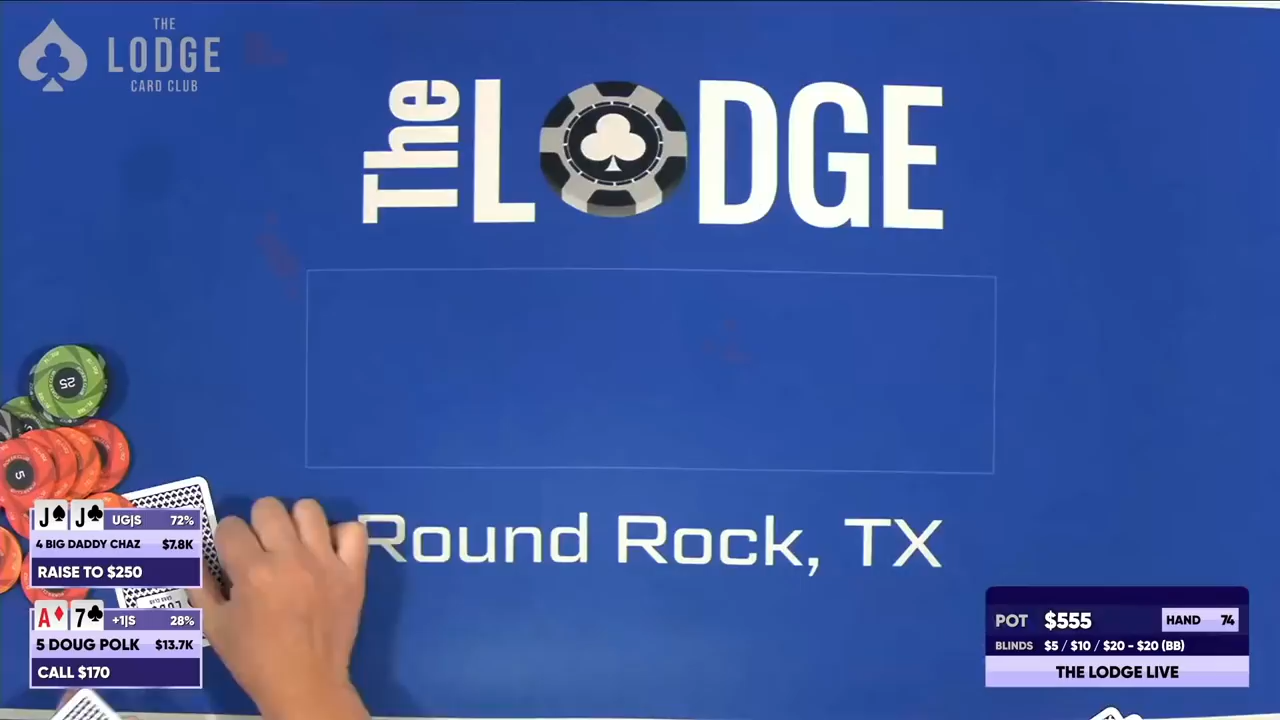 THE
LODGE
CARD CLUB
The LODGE
25
5
J J UG|S 72%
4 BIG DADDY CHAZ $7.8K
RAISE TO $250
A 7 +1|S 28%
5 DOUG POLK $13.7K
CALL $170
Round Rock, TX
POT $555 HAND 74
BLINDS $5 / $10 / $20 - $20 (BB)
THE LODGE LIVE